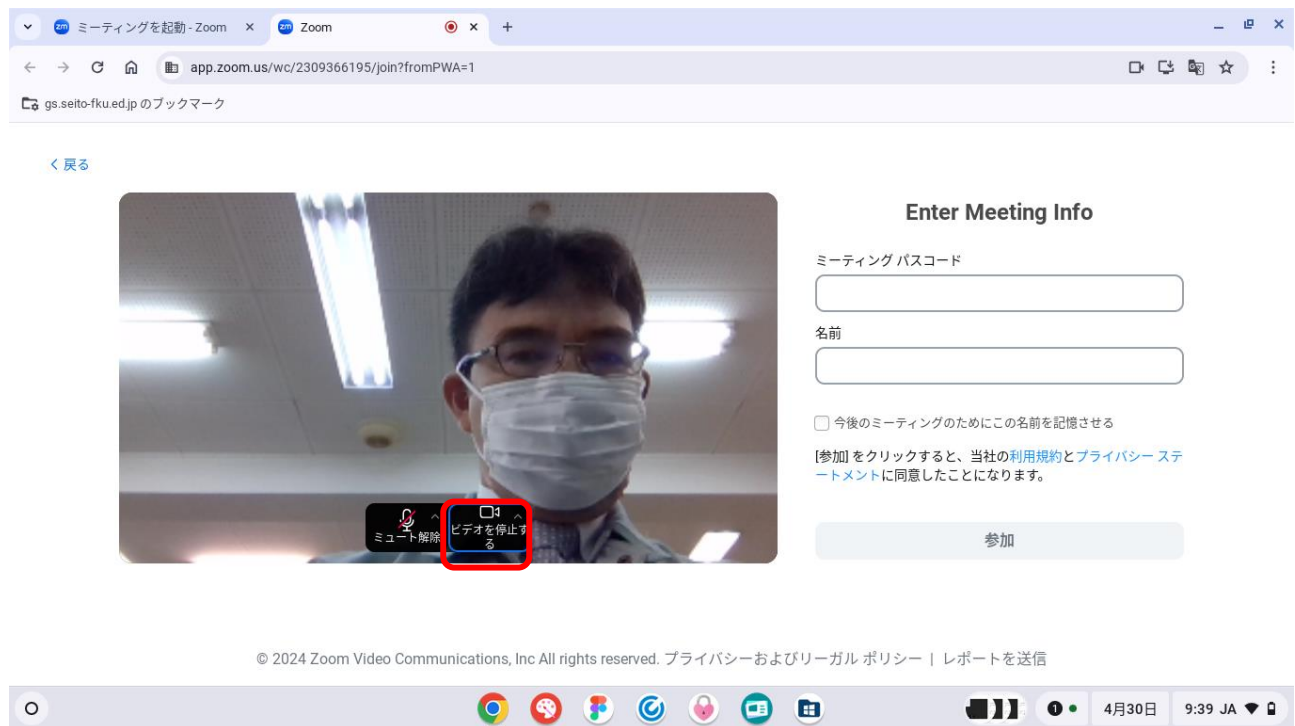 ミーティングを起動 - Zoom
Zoom
app.zoom.us/wc/2309366195/join?fromPWA=1
gs.seito-fku.ed.jp のブックマーク
戻る
Enter Meeting Info
ミーティング パスコード
名前
今後のミーティングのためにこの名前を記憶させる
[参加] をクリックすると、当社の利用規約とプライバシー ステ
ートメントに同意したことになります。
ミュート解除
ビデオを停止す
る
参加
© 2024 Zoom Video Communications, Inc All rights reserved. プライバシーおよびリーガル ポリシー | レポートを送信
1
4月30日
9:39 JA